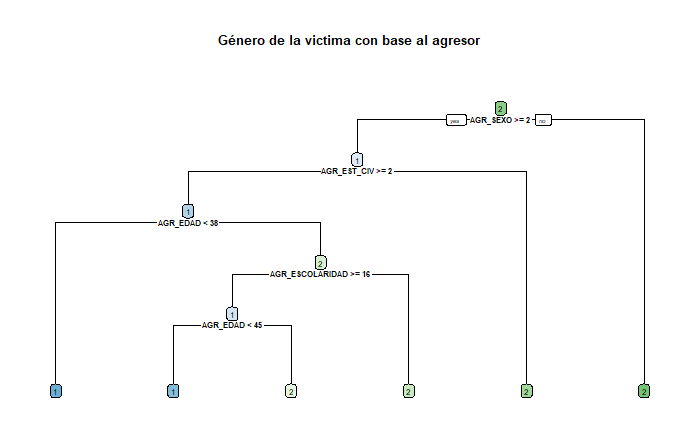 Género de la victima con base al agresor
2
yes AGR_SEXO >= 2 no
1
AGR_EST_CIV >= 2
1
AGR_EDAD < 38
2
AGR_ESCOLARIDAD >= 16
1
AGR_EDAD < 45
1 1 2 2 2 2